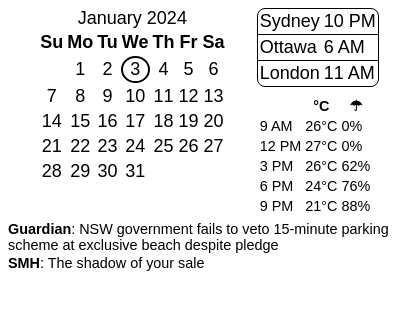 January 2024
Su Mo Tu We Th Fr Sa
1 2 3 4 5 6
7 8 9 10 11 12 13
14 15 16 17 18 19 20
21 22 23 24 25 26 27
28 29 30 31
Sydney 10 PM
Ottawa 6 AM
London 11 AM
°C ☂
9 AM 26°C 0%
12 PM 27°C 0%
3 PM 26°C 62%
6 PM 24°C 76%
9 PM 21°C 88%
Guardian: NSW government fails to veto 15-minute parking
scheme at exclusive beach despite pledge
SMH: The shadow of your sale